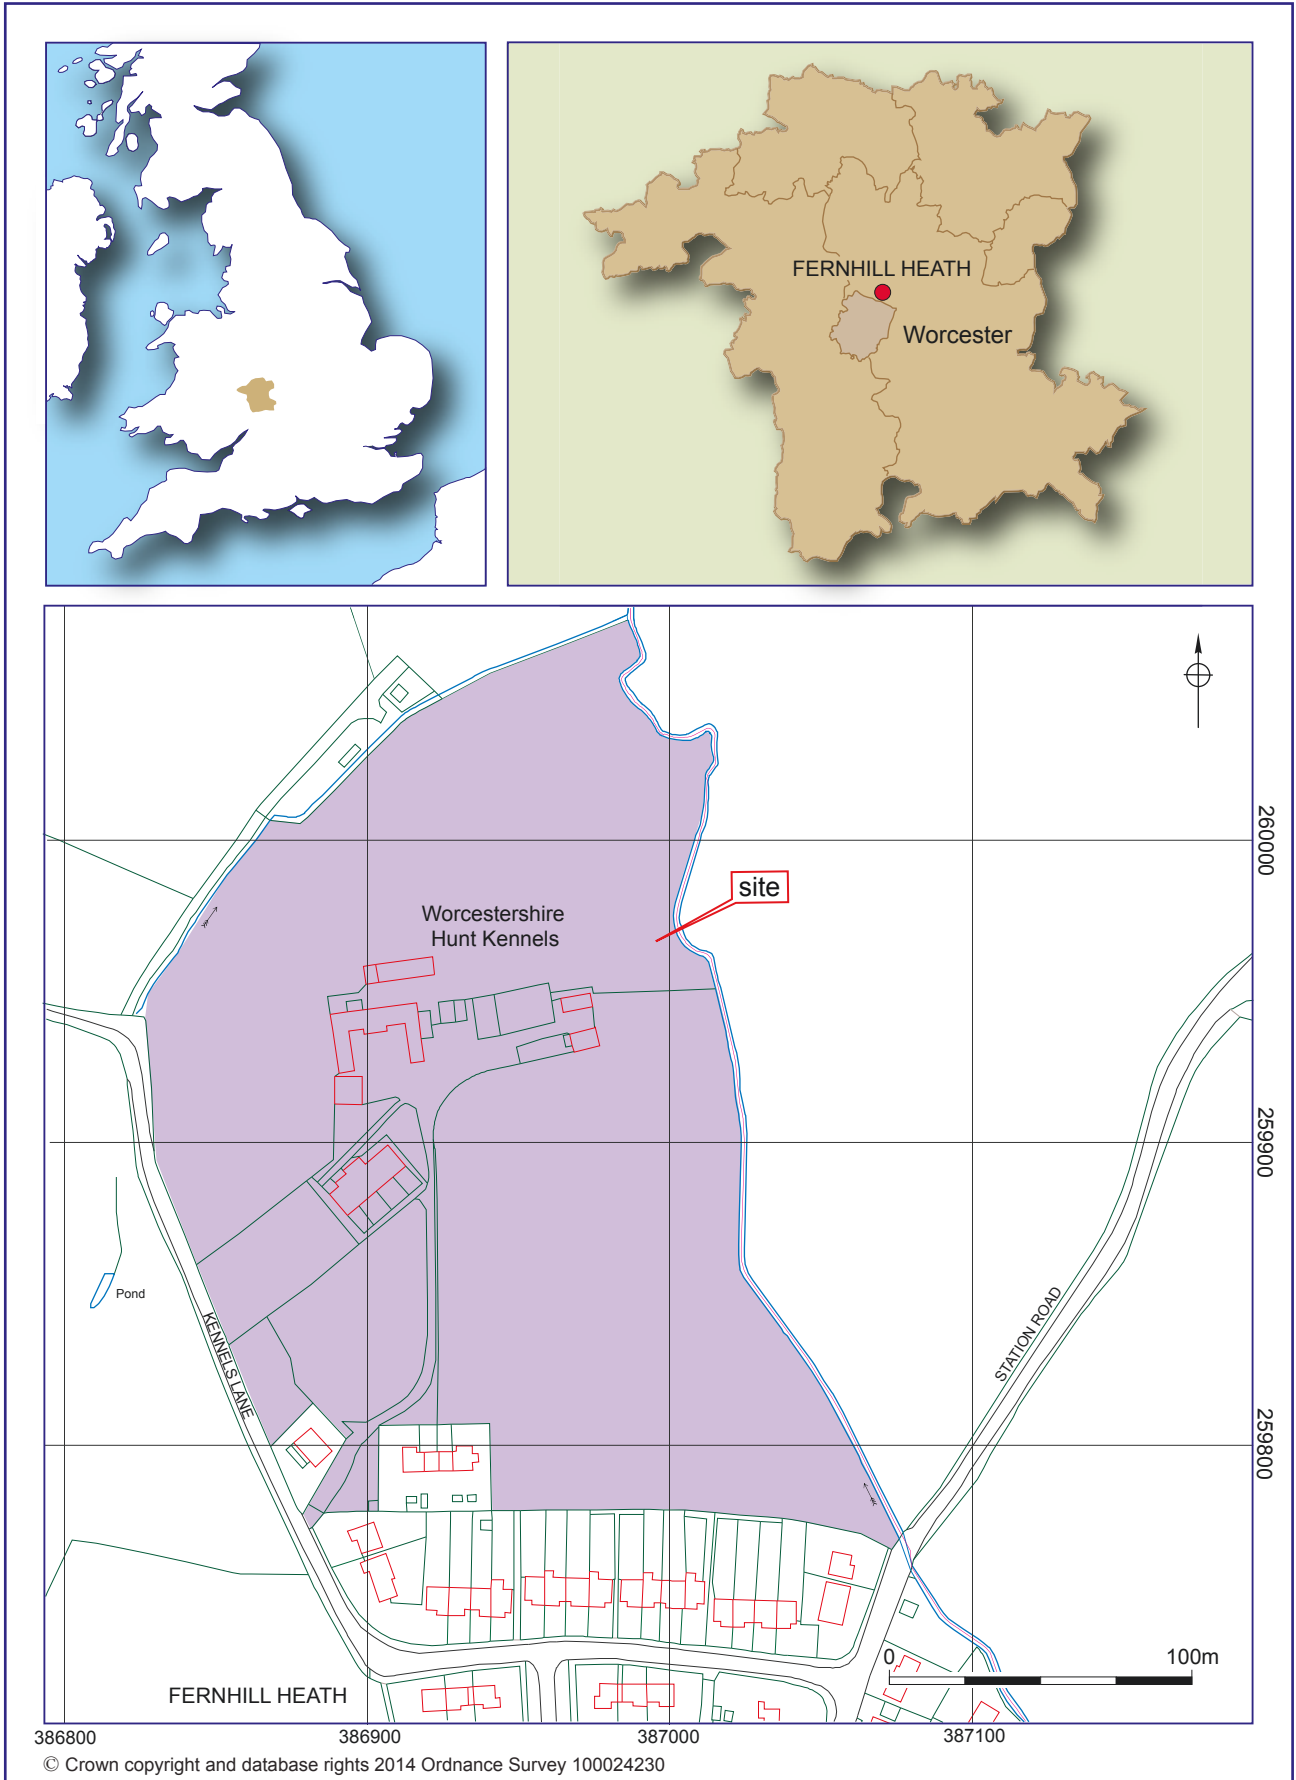 FERNHILL HEATH
Worcester
260000
site
Worcestershire
Hunt Kennels
259900
Pond
KENNELS LANE
STATION ROAD
259800
0
100m
FERNHILL HEATH
386800
386900
387000
387100
© Crown copyright and database rights 2014 Ordnance Survey 100024230